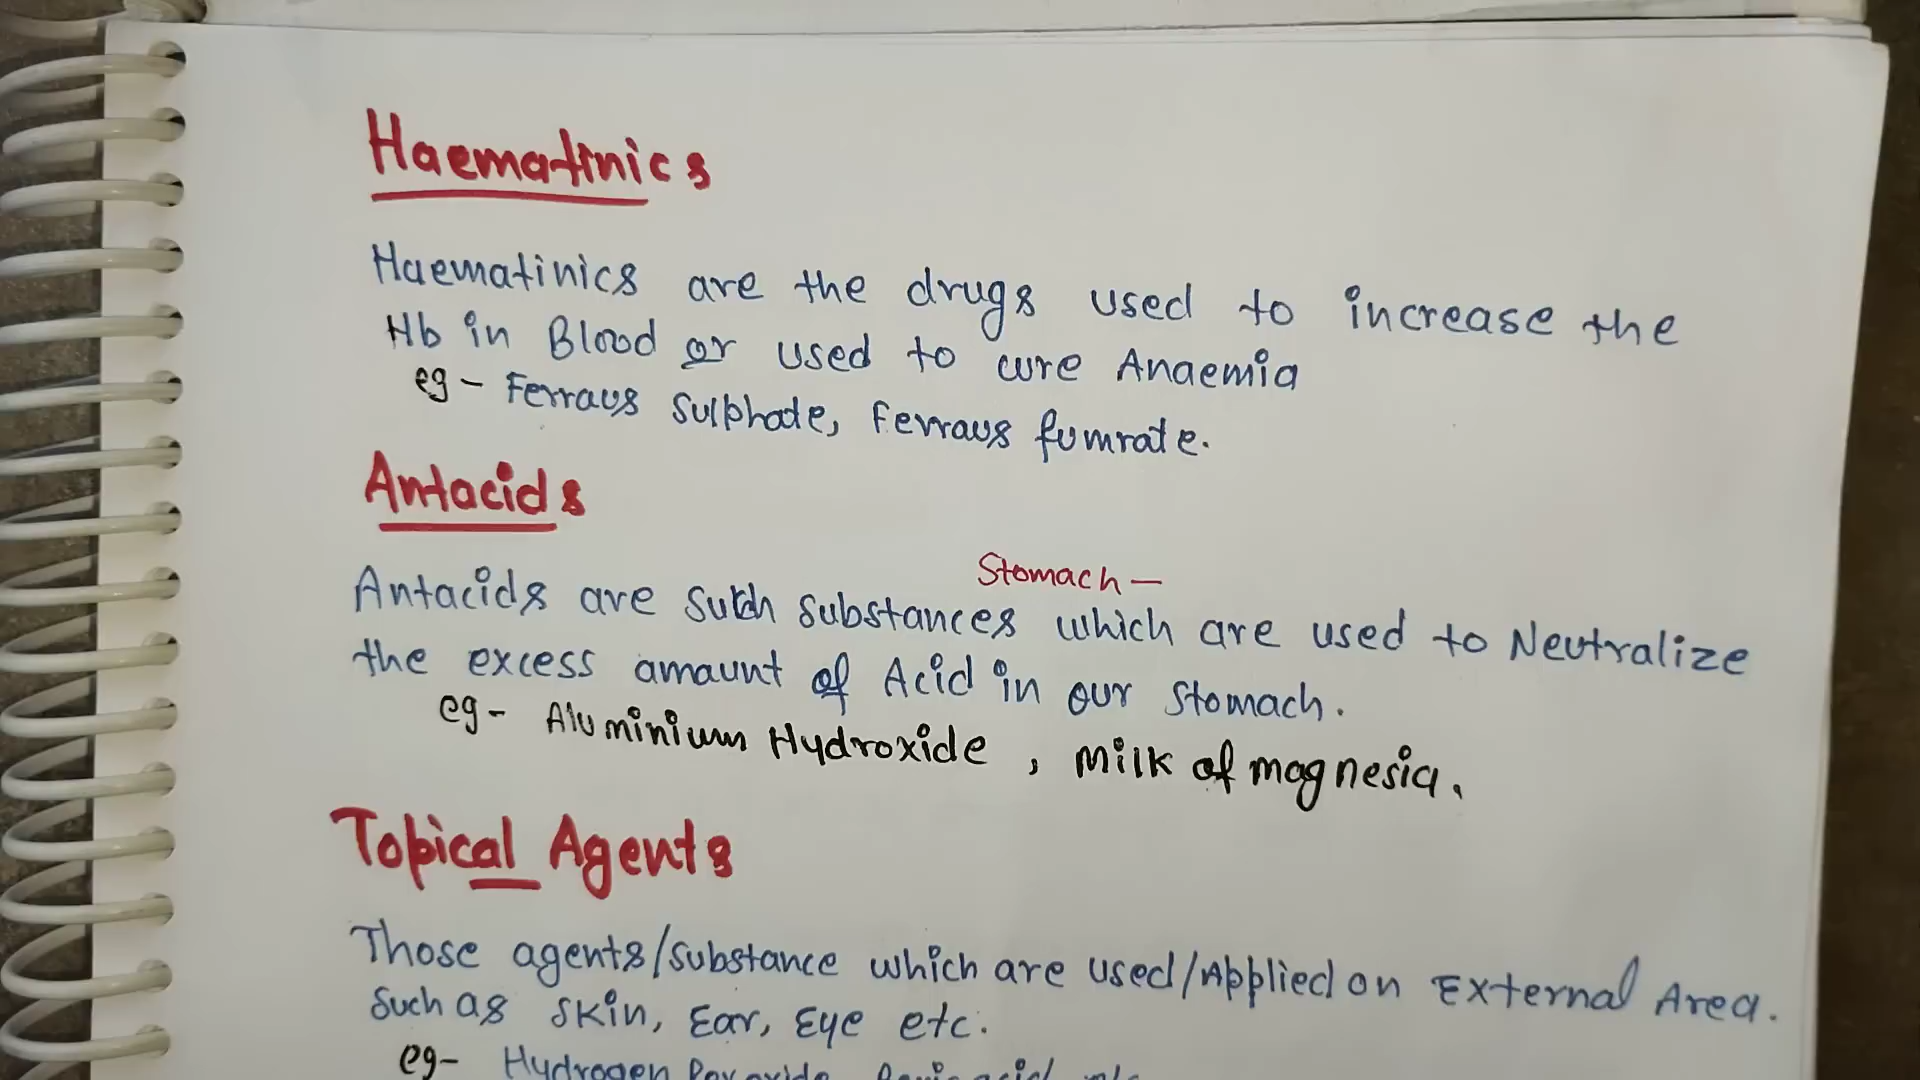 Haematinics
Haematinics are the drugs used to increase the
Hb in Blood or used to cure Anaemia
eg - Ferraus Sulphate, Ferraus fumrate.
Antacids
Stomach -
Antacids are such substances which are used to Neutralize
the excess amaunt of Acid in our Stomach.
eg - Aluminium Hydroxide , Milk of magnesia.
Topical Agents
Those agents/substance which are used/Applied on External Area.
Such as Skin, Ear, Eye etc.
eg- Hydrogen